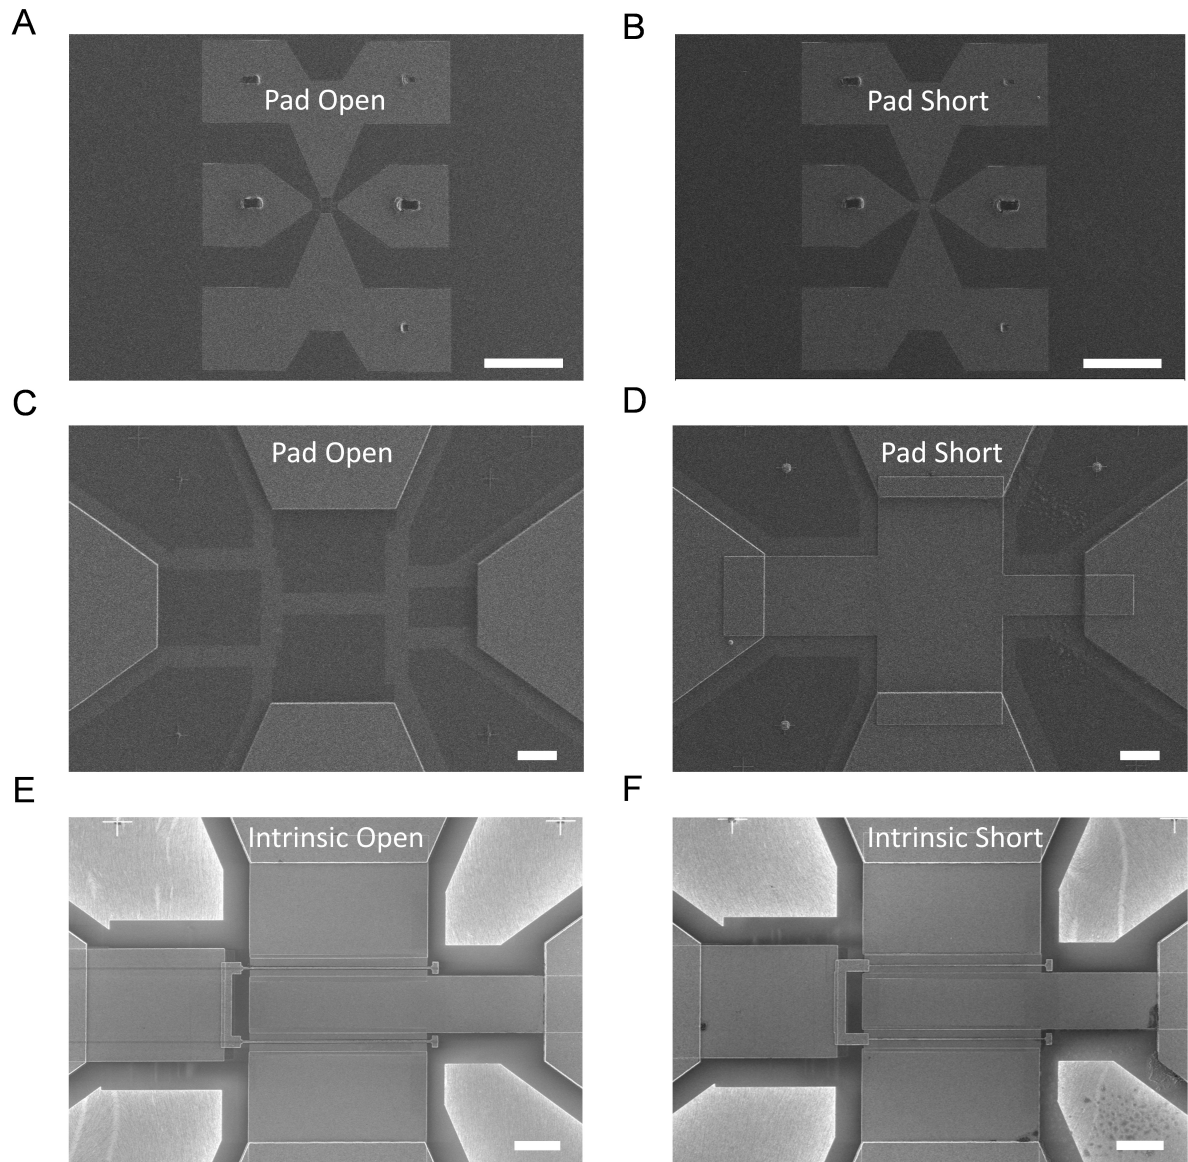 A
B
Pad Open
Pad Short
C
D
Pad Open
Pad Short
E
F
Intrinsic Open
Intrinsic Short